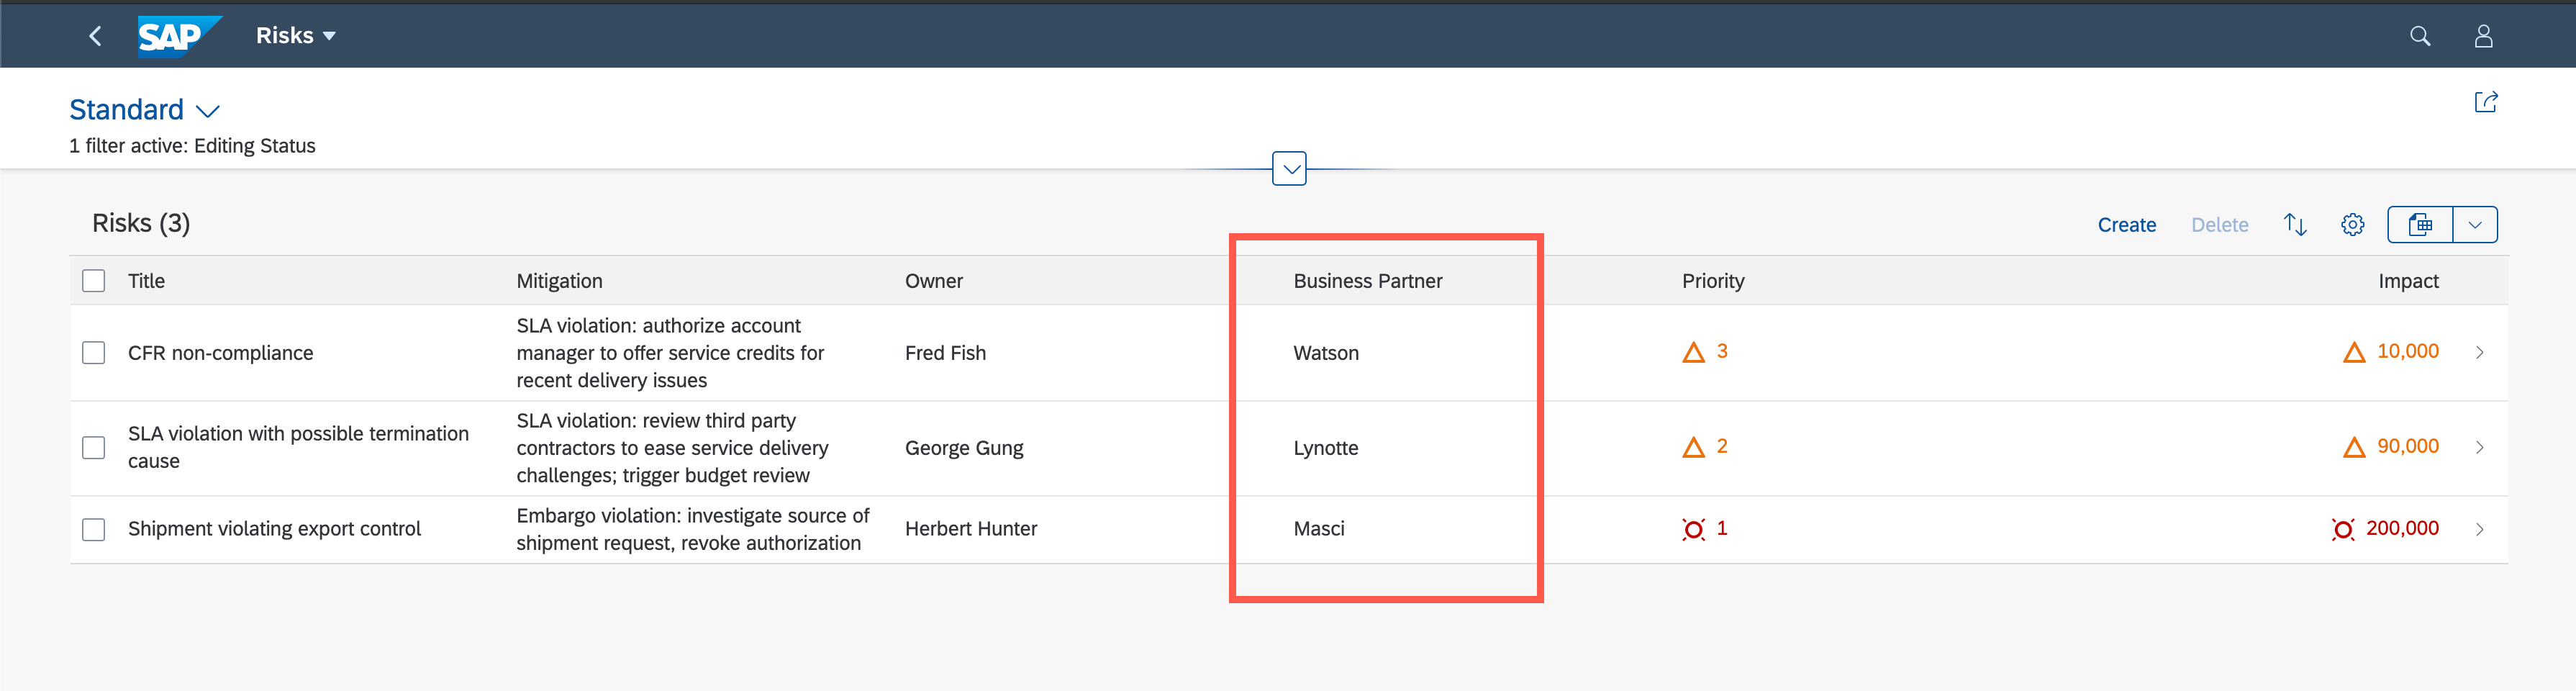 SAP Risks
Standard
1 filter active: Editing Status
Risks (3)
Create Delete
Title Mitigation Owner Business Partner Priority Impact
CFR non-compliance
SLA violation: authorize account
manager to offer service credits for
recent delivery issues
Fred Fish
Watson
3
10,000
SLA violation with possible termination
cause
SLA violation: review third party
contractors to ease service delivery
challenges; trigger budget review
George Gung
Lynotte
2
90,000
Shipment violating export control
Embargo violation: investigate source of
shipment request, revoke authorization
Herbert Hunter
Masci
1
200,000